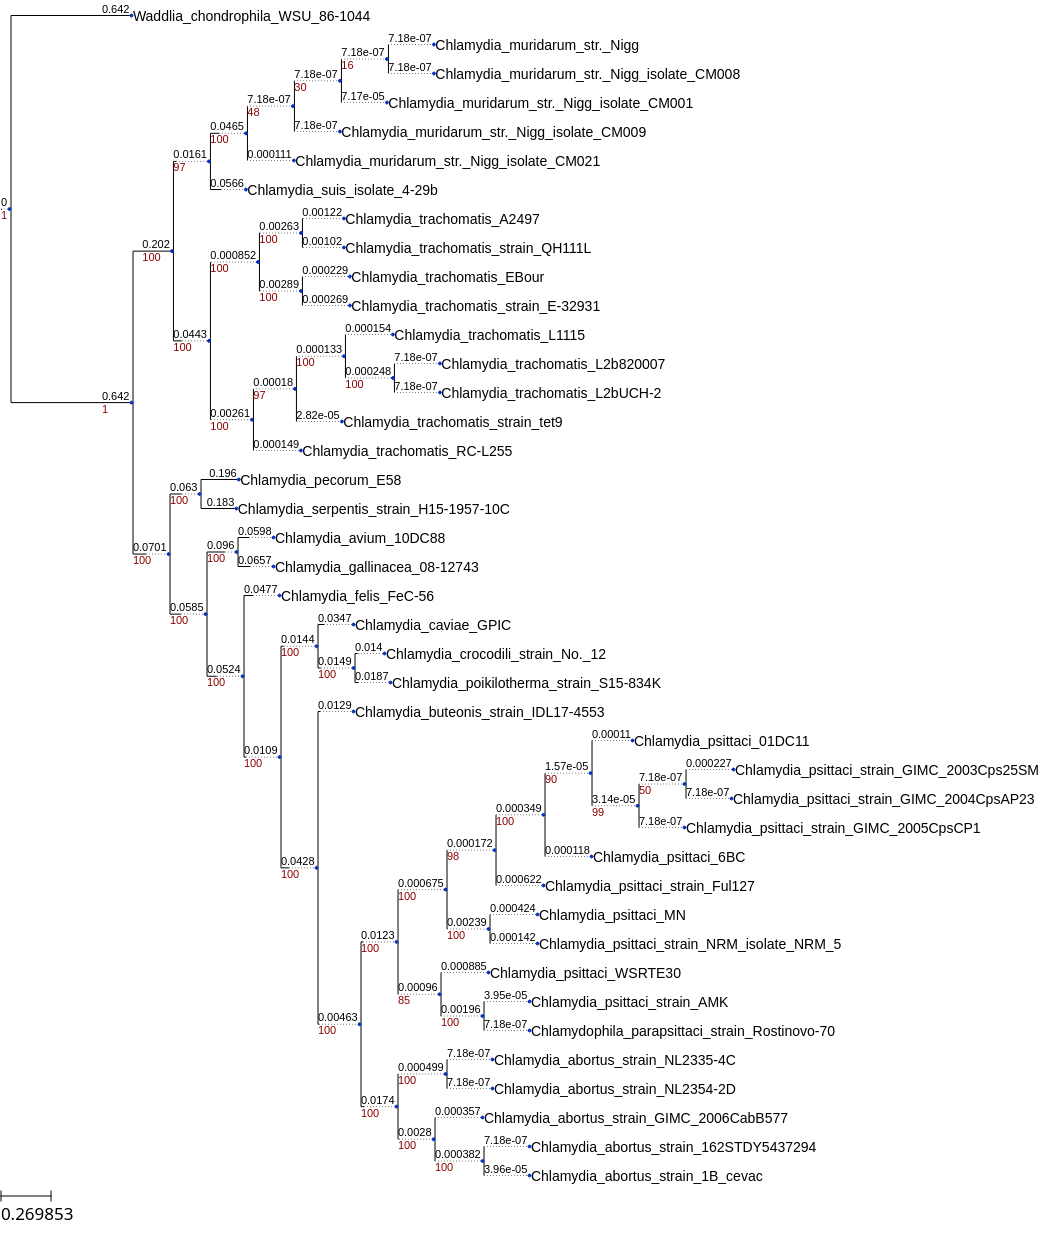 0.642 Waddlia_chondrophila_WSU_86-1044
7.18e-07 Chlamydia_muridarum_str._Nigg
7.18e-07
16
7.18e-07 Chlamydia_muridarum_str._Nigg_isolate_CM008
7.18e-07
30
7.17e-05 Chlamydia_muridarum_str._Nigg_isolate_CM001
7.18e-07
48
7.18e-07 Chlamydia_muridarum_str._Nigg_isolate_CM009
0.0465
100
0.000111 Chlamydia_muridarum_str._Nigg_isolate_CM021
0.0161
97
0.0566 Chlamydia_suis_isolate_4-29b
0
1
0.00122 Chlamydia_trachomatis_A2497
0.00263
100
0.00102 Chlamydia_trachomatis_strain_QH111L
0.202
100
0.000852
100
0.000229 Chlamydia_trachomatis_EBour
0.00289
100
0.000269 Chlamydia_trachomatis_strain_E-32931
0.0443
100
0.000154 Chlamydia_trachomatis_L1115
0.000133
100
7.18e-07 Chlamydia_trachomatis_L2b820007
0.000248
100
7.18e-07 Chlamydia_trachomatis_L2bUCH-2
0.00018
97
0.642
1
2.82e-05 Chlamydia_trachomatis_strain_tet9
0.00261
100
0.000149 Chlamydia_trachomatis_RC-L255
0.196 Chlamydia_pecorum_E58
0.063
100
0.183 Chlamydia_serpentis_strain_H15-1957-10C
0.0598 Chlamydia_avium_10DC88
0.0701
100
0.096
100
0.0657 Chlamydia_gallinacea_08-12743
0.0477 Chlamydia_felis_FeC-56
0.0585
100
0.0347 Chlamydia_caviae_GPIC
0.0144
100
0.014 Chlamydia_crocodili_strain_No._12
0.0149
100
0.0187 Chlamydia_poikilotherma_strain_S15-834K
0.0524
100
0.0129 Chlamydia_buteonis_strain_IDL17-4553
0.00011 Chlamydia_psittaci_01DC11
0.0109
100
0.000227 Chlamydia_psittaci_strain_GIMC_2003Cps25SM
1.57e-05
90
7.18e-07
50
7.18e-07 Chlamydia_psittaci_strain_GIMC_2004CpsAP23
3.14e-05
99
7.18e-07 Chlamydia_psittaci_strain_GIMC_2005CpsCP1
0.000349
100
0.000118 Chlamydia_psittaci_6BC
0.000172
98
0.0428
100
0.000622 Chlamydia_psittaci_strain_Ful127
0.000675
100
0.000424 Chlamydia_psittaci_MN
0.00239
100
0.000142 Chlamydia_psittaci_strain_NRM_isolate_NRM_5
0.0123
100
0.000885 Chlamydia_psittaci_WSRTE30
0.00096
85
3.95e-05 Chlamydia_psittaci_strain_AMK
0.00196
100
7.18e-07 Chlamydophila_parapsittaci_strain_Rostinovo-70
0.00463
100
7.18e-07 Chlamydia_abortus_strain_NL2335-4C
0.000499
100
7.18e-07 Chlamydia_abortus_strain_NL2354-2D
0.0174
100
0.000357 Chlamydia_abortus_strain_GIMC_2006CabB577
0.0028
100
7.18e-07 Chlamydia_abortus_strain_162STDY5437294
0.000382
100
3.96e-05 Chlamydia_abortus_strain_1B_cevac
0.269853